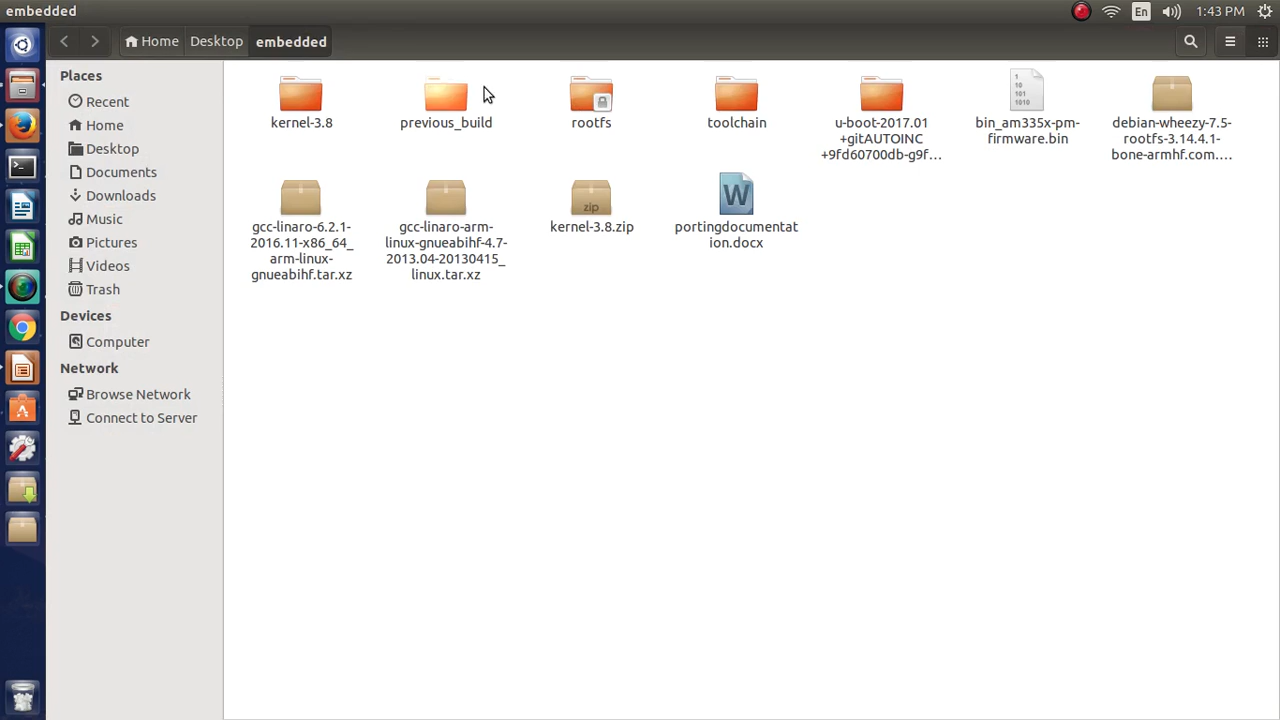 embedded
En
1:43 PM
Home
Desktop
embedded
Places
Recent
Home
Desktop
Documents
Downloads
Music
Pictures
Videos
Trash
Devices
Computer
Network
Browse Network
Connect to Server
kernel-3.8
previous_build
rootfs
toolchain
u-boot-2017.01
+gitAUTOINC
+9fd60700db-g9f...
bin_am335x-pm-
firmware.bin
1
10
101
1010
debian-wheezy-7.5-
rootfs-3.14.4.1-
bone-armhf.com....
gcc-linaro-6.2.1-
2016.11-x86_64_
arm-linux-
gnueabihf.tar.xz
gcc-linaro-arm-
linux-gnueabihf-4.7-
2013.04-20130415_
linux.tar.xz
zip
kernel-3.8.zip
W
portingdocumentat
ion.docx